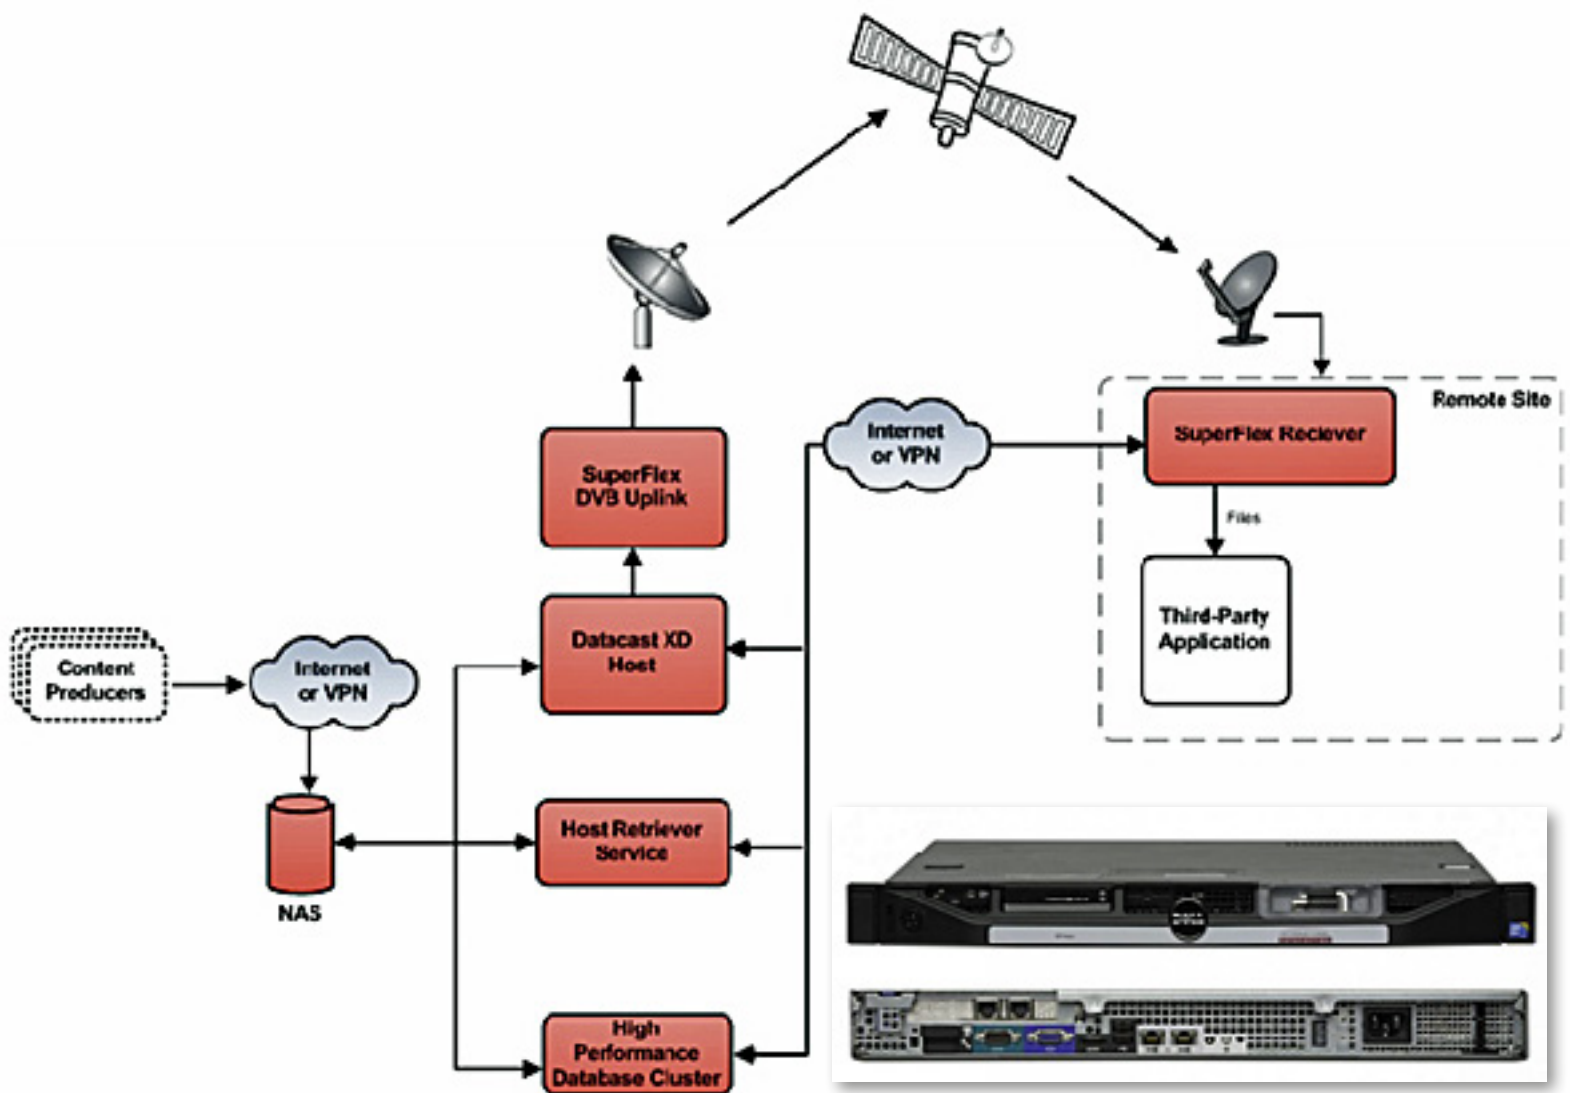 Remote Site
SuperFlex Reciever
Internet
or VPN
SuperFlex
DVB Uplink
Files
Third-Party
Application
Datacast XD
Host
Content
Producers
Internet
or VPN
Host Retriever
Service
NAS
High
Performance
Database Cluster
DELL